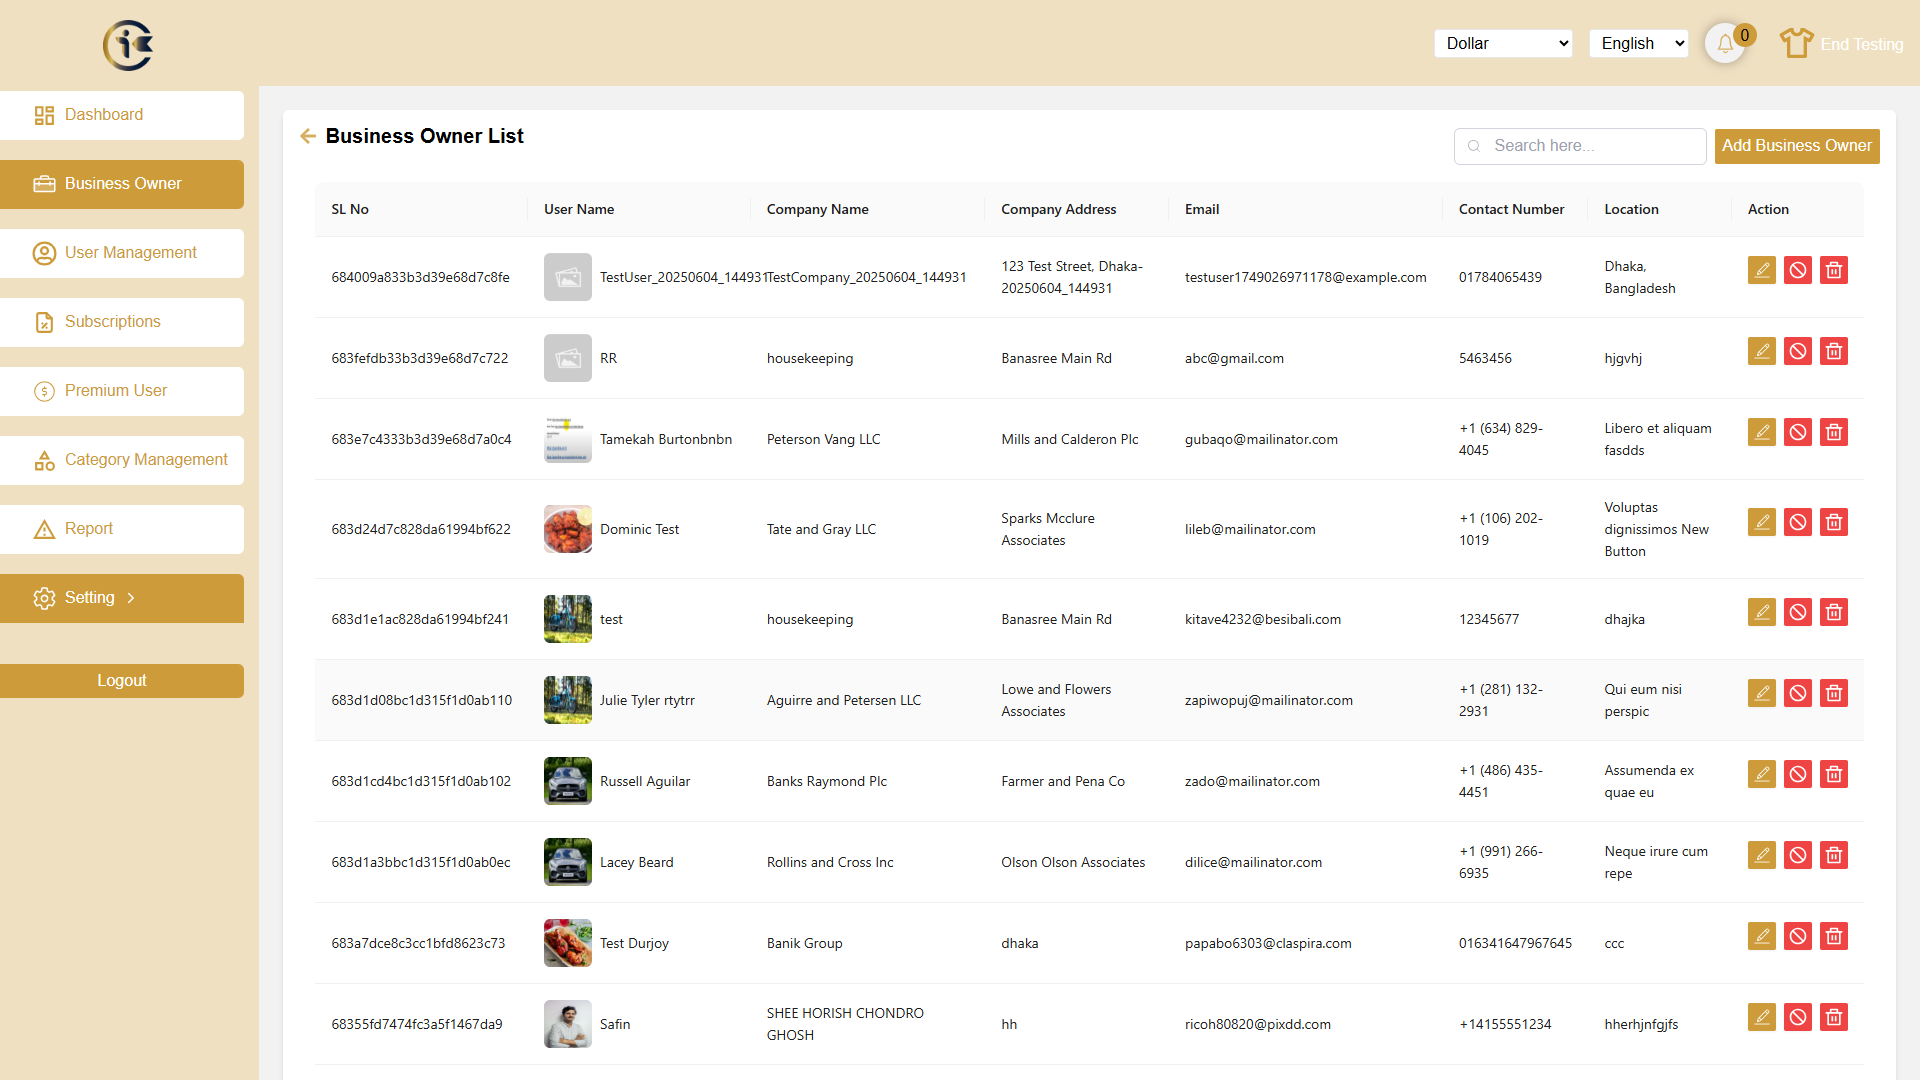 Dollar
English
0
End Testing
Dashboard
Business Owner
User Management
Subscriptions
Premium User
Category Management
Report
Setting
Logout
Business Owner List
Search here...
Add Business Owner
SL No User Name Company Name Company Address Email Contact Number Location Action
684009a833b3d39e68d7c8fe TestUser_20250604_144931 TestCompany_20250604_144931 123 Test Street, Dhaka- testuser1749026971178@example.com 01784065439 Dhaka,
20250604_144931 Bangladesh
683fefdb33b3d39e68d7c722 RR housekeeping Banasree Main Rd abc@gmail.com 5463456 hjgvhj
683e7c4333b3d39e68d7a0c4 Tamekah Burtonbnbn Peterson Vang LLC Mills and Calderon Plc gubaqo@mailinator.com +1 (634) 829- Libero et aliquam
4045 fasdds
683d24d7c828da61994bf622 Dominic Test Tate and Gray LLC Sparks Mcclure lileb@mailinator.com +1 (106) 202- Voluptas
Associates 1019 dignissimos New
Button
683d1e1ac828da61994bf241 test housekeeping Banasree Main Rd kitave4232@besibali.com 12345677 dhajka
683d1d08bc1d315f1d0ab110 Julie Tyler rtytrr Aguirre and Petersen LLC Lowe and Flowers zapiwopuj@mailinator.com +1 (281) 132- Qui eum nisi
Associates 2931 perspic
683d1cd4bc1d315f1d0ab102 Russell Aguilar Banks Raymond Plc Farmer and Pena Co zado@mailinator.com +1 (486) 435- Assumenda ex
4451 quae eu
683d1a3bbc1d315f1d0ab0ec Lacey Beard Rollins and Cross Inc Olson Olson Associates dilice@mailinator.com +1 (991) 266- Neque irure cum
6935 repe
683a7dce8c3cc1bfd8623c73 Test Durjoy Banik Group dhaka papabo6303@claspira.com 016341647967645 ccc
68355fd7474fc3a5f1467da9 Safin SHEE HORISH CHONDRO hh ricoh80820@pixdd.com +14155551234 hherhjnfgjfs
GHOSH